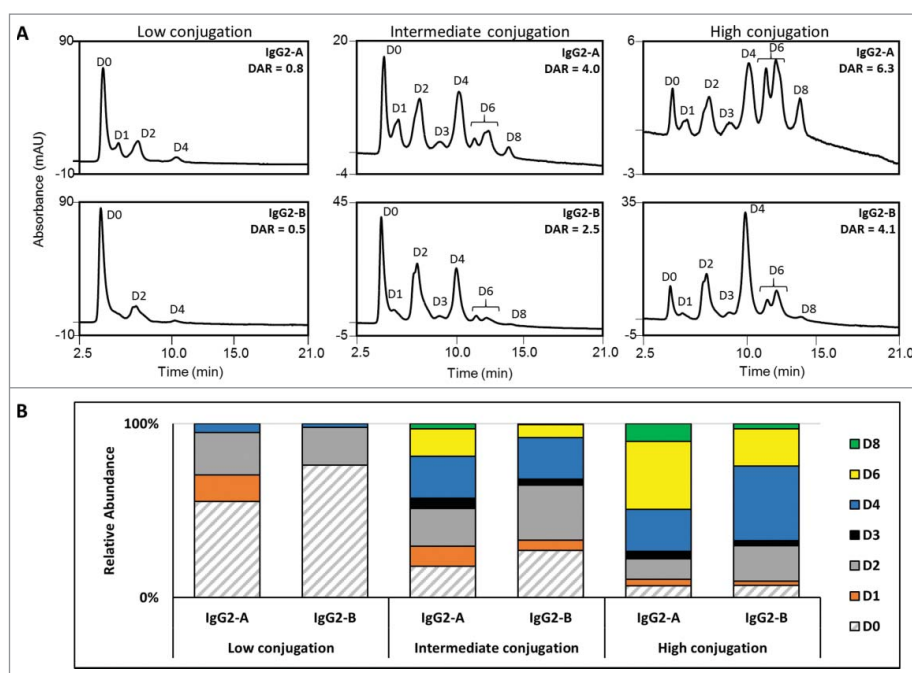 A
Low conjugation
Intermediate conjugation
High conjugation
Absorbance (mAU)
90
-10
D0
D1
D2
D4
IgG2-A
DAR = 0.8
20
-4
D0
D1
D2
D3
D4
D6
D8
IgG2-A
DAR = 4.0
6
-3
D0
D1
D2
D3
D4
D6
D8
IgG2-A
DAR = 6.3
90
-10
D0
D2
D4
IgG2-B
DAR = 0.5
2.5 10.0 15.0 21.0
Time (min)
45
-5
D0
D1
D2
D3
D4
D6
D8
IgG2-B
DAR = 2.5
2.5 10.0 15.0 21.0
Time (min)
35
-5
D0
D1
D2
D3
D4
D6
D8
IgG2-B
DAR = 4.1
2.5 10.0 15.0 21.0
Time (min)
B
Relative Abundance
100%
0%
IgG2-A IgG2-B IgG2-A IgG2-B IgG2-A IgG2-B
Low conjugation Intermediate conjugation High conjugation
D8
D6
D4
D3
D2
D1
D0